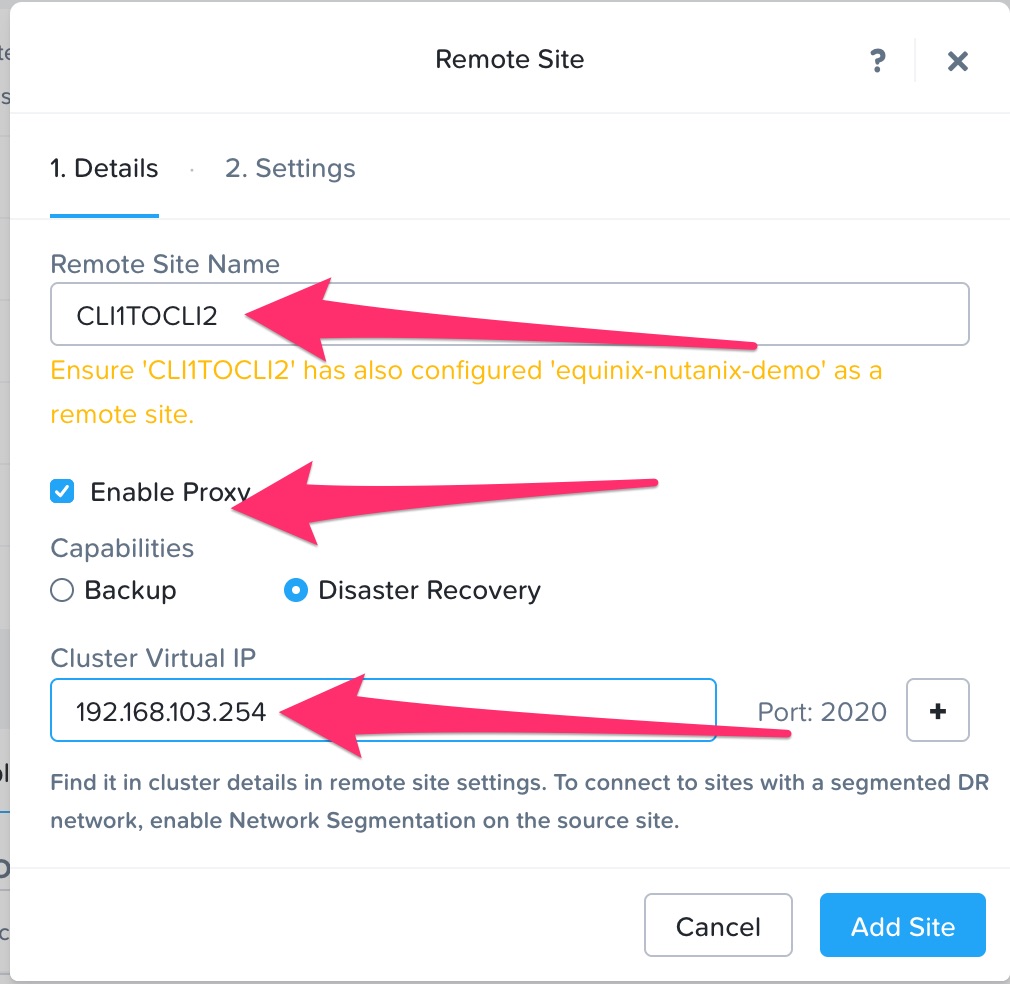 Remote Site
?
1. Details · 2. Settings
Remote Site Name
CLI1TOCLI2
Ensure 'CLI1TOCLI2' has also configured 'equinix-nutanix-demo' as a
remote site.
Enable Proxy
Capabilities
Backup Disaster Recovery
Cluster Virtual IP
192.168.103.254 Port: 2020 +
Find it in cluster details in remote site settings. To connect to sites with a segmented DR
network, enable Network Segmentation on the source site.
Cancel Add Site